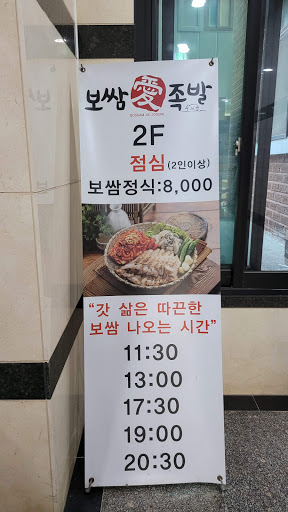 보쌈愛족발
2F
점심(2인이상)
보쌈정식:8,000
“갓 삶은 따끈한
보쌈 나오는 시간”
11:30
13:00
17:30
19:00
20:30